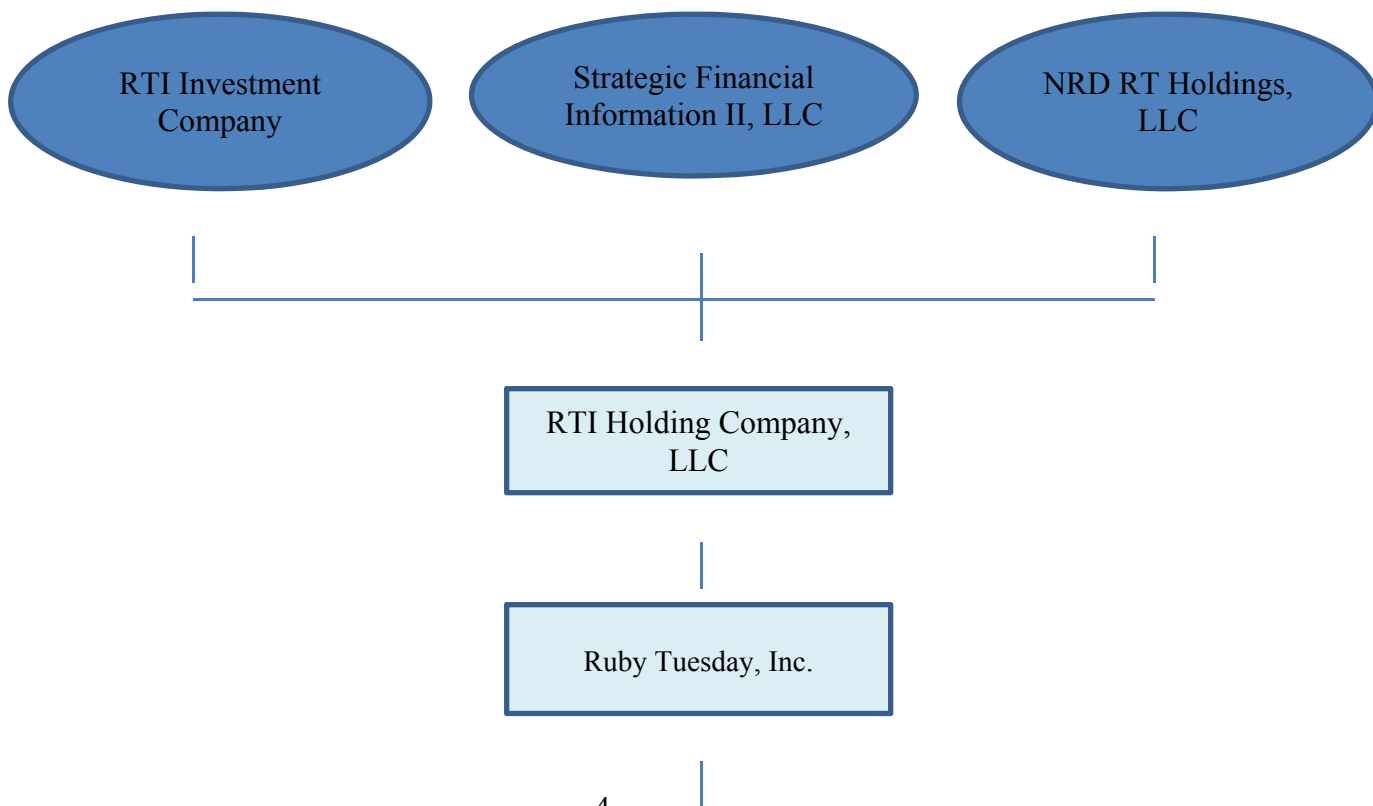 RTI Investment
Company
Strategic Financial
Information II, LLC
NRD RT Holdings,
LLC
RTI Holding Company,
LLC
Ruby Tuesday, Inc.
4